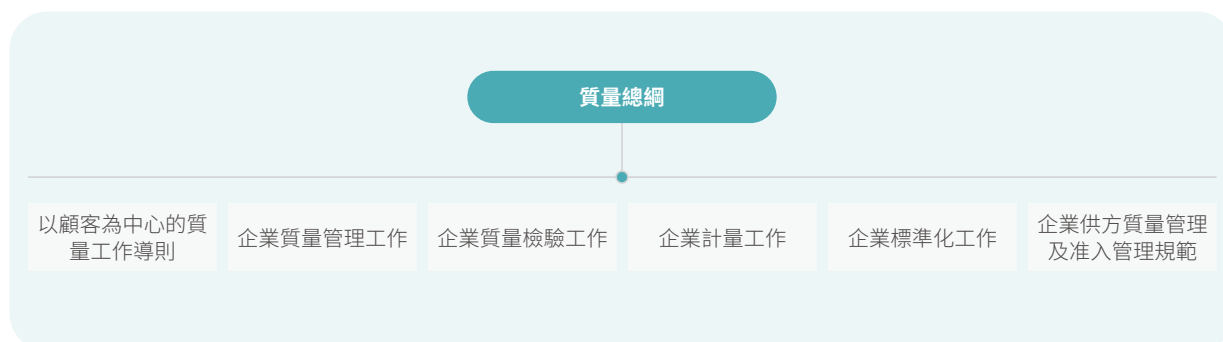 質量總綱
以顧客為中心的質
量工作導則
企業質量管理工作
企業質量檢驗工作
企業計量工作
企業標準化工作
企業供方質量管理
及准入管理規範